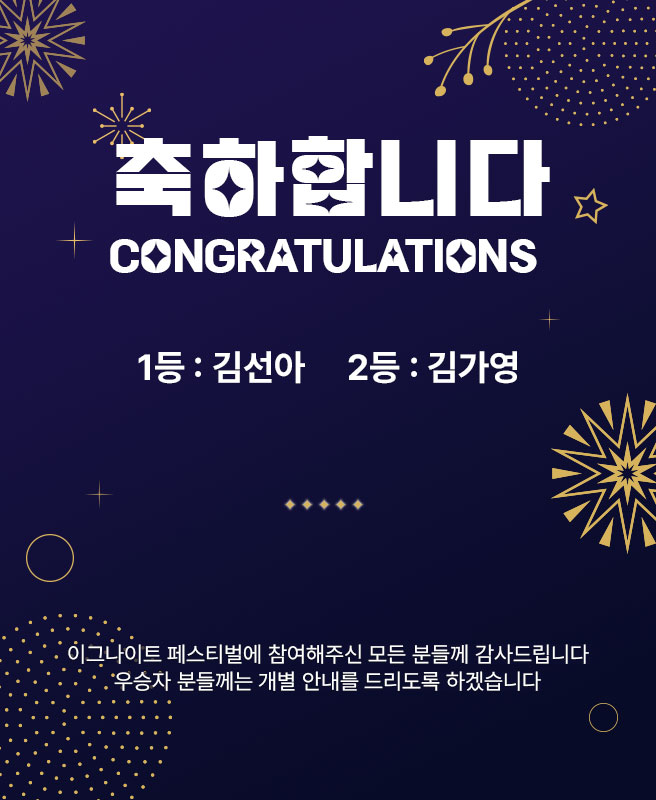 축하합니다
CONGRATULATIONS
1등 : 김선아 2등 : 김가영
이그나이트 페스티벌에 참여해주신 모든 분들께 감사드립니다
우승자 분들께는 개별 안내를 드리도록 하겠습니다